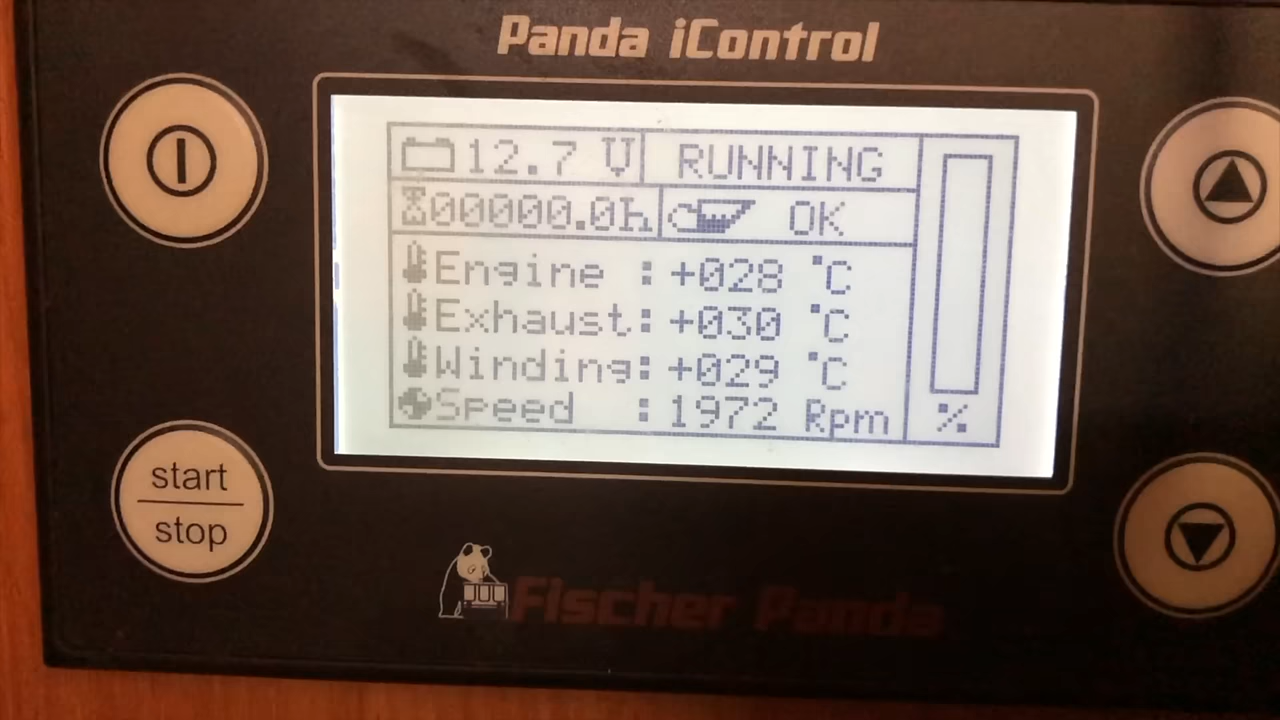 Panda iControl
12.7 V RUNNING
00000.0h OK
Engine : +028 °C
Exhaust: +030 °C
Winding: +029 °C
Speed : 1972 Rpm
%
start
stop
Fischer Panda